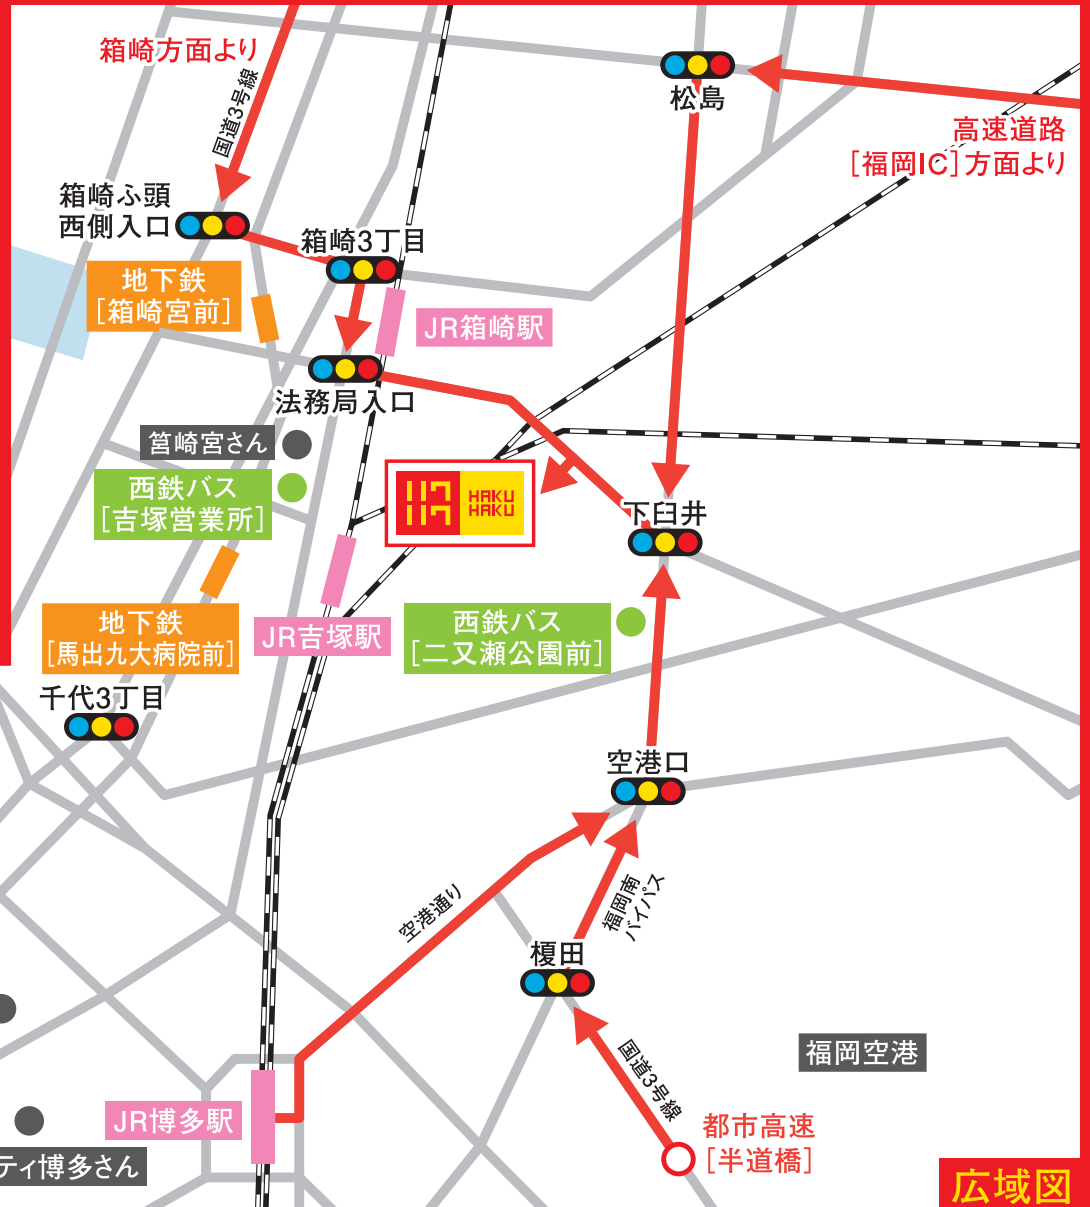 箱崎方面より
国道3号線
松島
高速道路
［福岡IC］方面より
箱崎ふ頭
西側入口
箱崎3丁目
地下鉄
［箱崎宮前］
JR箱崎駅
法務局入口
筥崎宮さん
西鉄バス
［吉塚営業所］
HAKU
HAKU
下臼井
地下鉄
［馬出九大病院前］
JR吉塚駅
西鉄バス
［二又瀬公園前］
千代3丁目
空港口
空港通り
福岡南
バイパス
榎田
福岡空港
国道3号線
JR博多駅
都市高速
［半道橋］
ティ博多さん
広域図